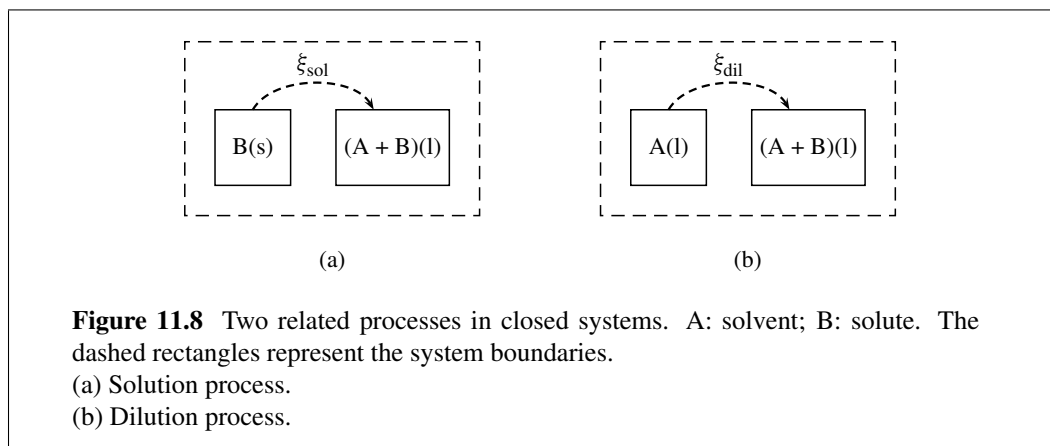 ξsol
B(s)
(A + B)(l)
(a)
ξdil
A(l)
(A + B)(l)
(b)
Figure 11.8 Two related processes in closed systems. A: solvent; B: solute. The
dashed rectangles represent the system boundaries.
(a) Solution process.
(b) Dilution process.